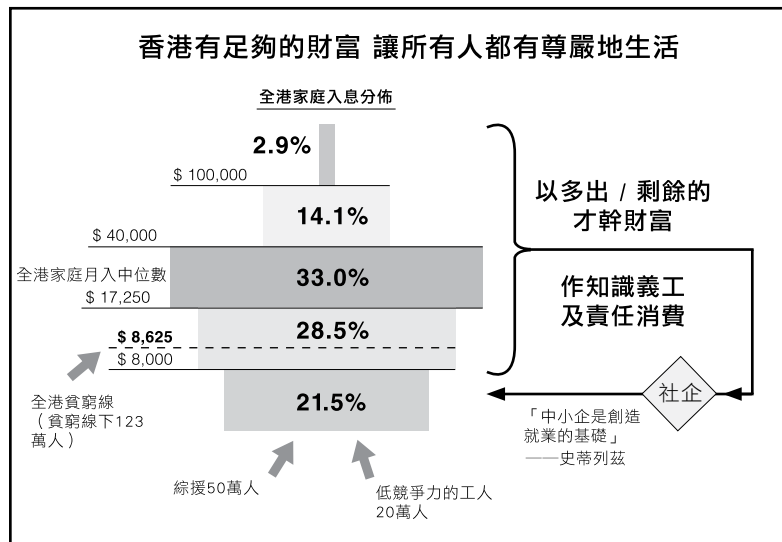 香港有足夠的財富 讓所有人都有尊嚴地生活
全港家庭入息分佈
2.9%
$ 100,000
14.1%
$ 40,000
全港家庭月入中位數
33.0%
$ 17,250
28.5%
$ 8,625
$ 8,000
21.5%
全港貧窮線
（貧窮線下123
萬人）
綜援50萬人
低競爭力的工人
20萬人
以多出 / 剩餘的
才幹財富
作知識義工
及責任消費
社企
「中小企是創造
就業的基礎」
——史蒂列茲